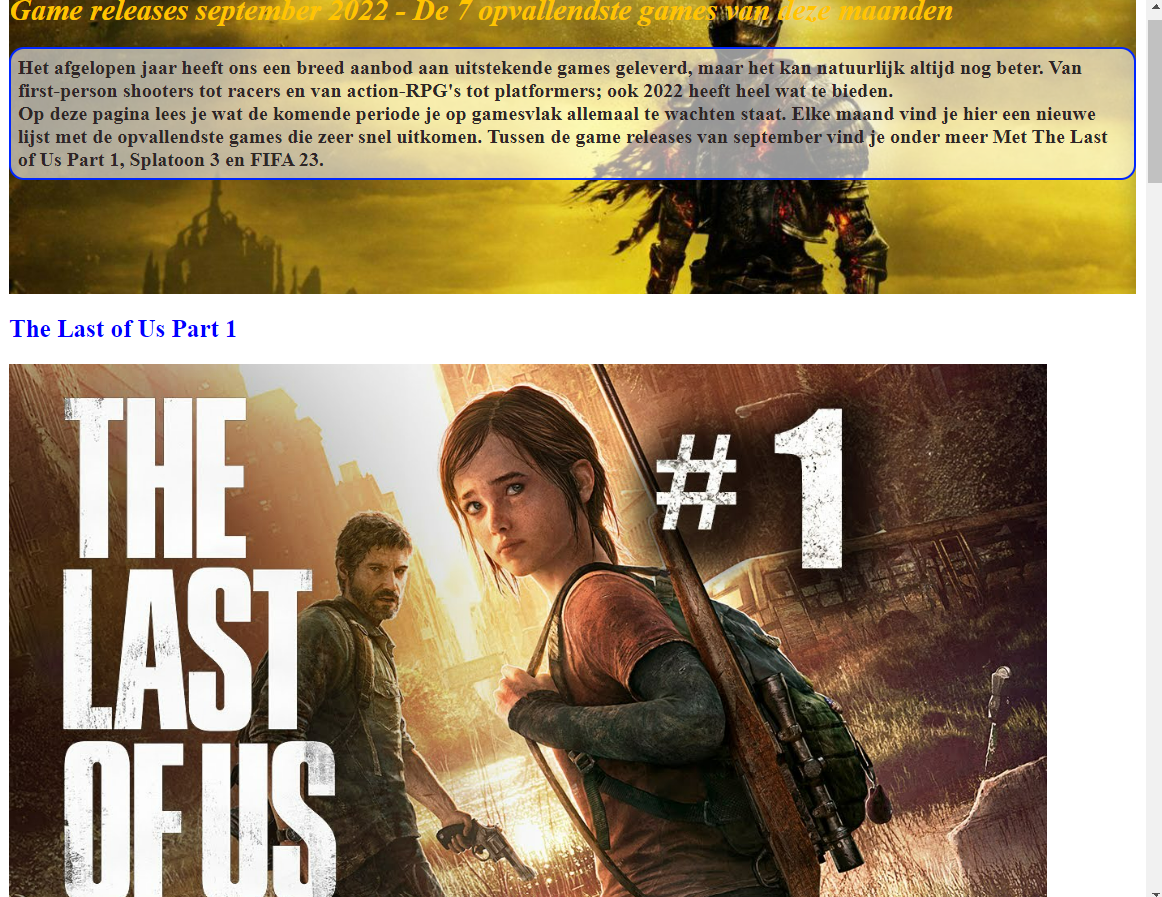 Game releases september 2022 - De 7 opvallendste games van deze maanden
Het afgelopen jaar heeft ons een breed aanbod aan uitstekende games geleverd, maar het kan natuurlijk altijd nog beter. Van
first-person shooters tot racers en van action-RPG's tot platformers; ook 2022 heeft heel wat te bieden.
Op deze pagina lees je wat de komende periode je op gamesvlak allemaal te wachten staat. Elke maand vind je hier een nieuwe
lijst met de opvallendste games die zeer snel uitkomen. Tussen de game releases van september vind je onder meer Met The Last
of Us Part 1, Splatoon 3 en FIFA 23.
The Last of Us Part 1
THE
LAST
OF US
# 1